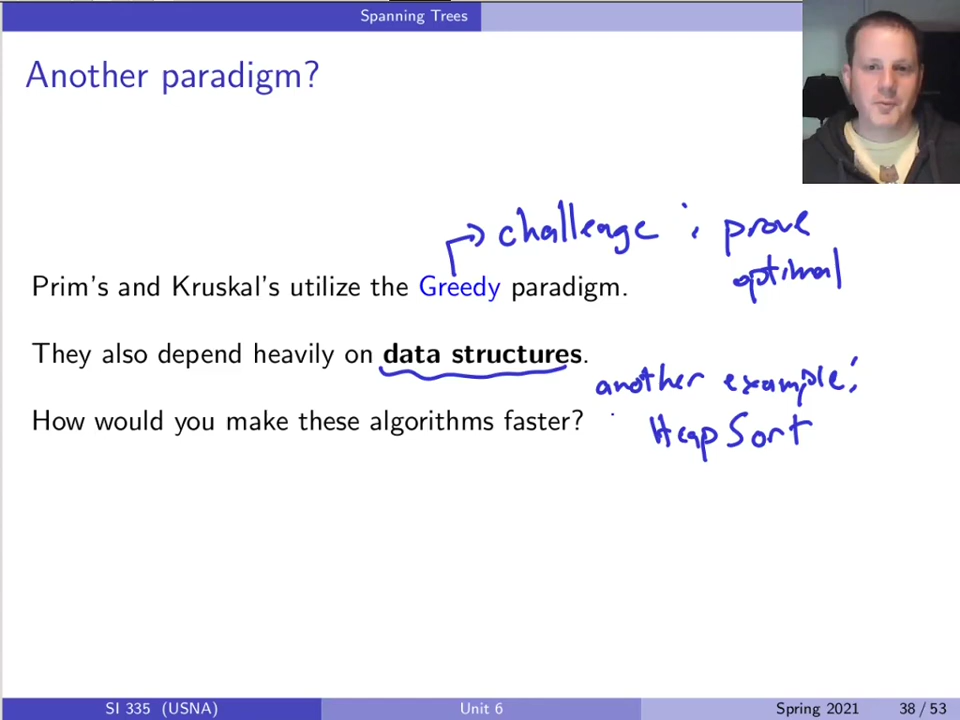 Spanning Trees
Another paradigm?
challenge : prove
optimal
Prim's and Kruskal's utilize the Greedy paradigm.
They also depend heavily on data structures.
another example:
How would you make these algorithms faster?
HeapSort
SI 335 (USNA) Unit 6 Spring 2021 38 / 53